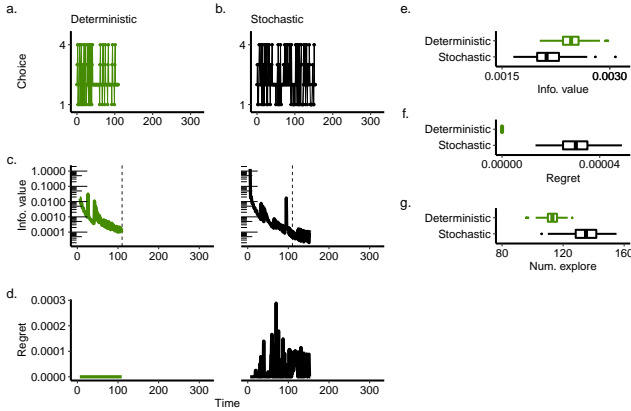 a.
Deterministic
b.
Stochastic
Choice
4
1
0 100 200 300
4
1
0 100 200 300
c.
Info. value
1.0000
0.1000
0.0100
0.0010
0.0001
0 100 200 300
0 100 200 300
d.
Regret
0.0003
0.0002
0.0001
0.0000
0 100 200 300
0 100 200 300
Time
e.
Deterministic
Stochastic
0.0015 0.0030
Info. value
f.
Deterministic
Stochastic
0.00000 0.00004
Regret
g.
Deterministic
Stochastic
80 120 160
Num. explore